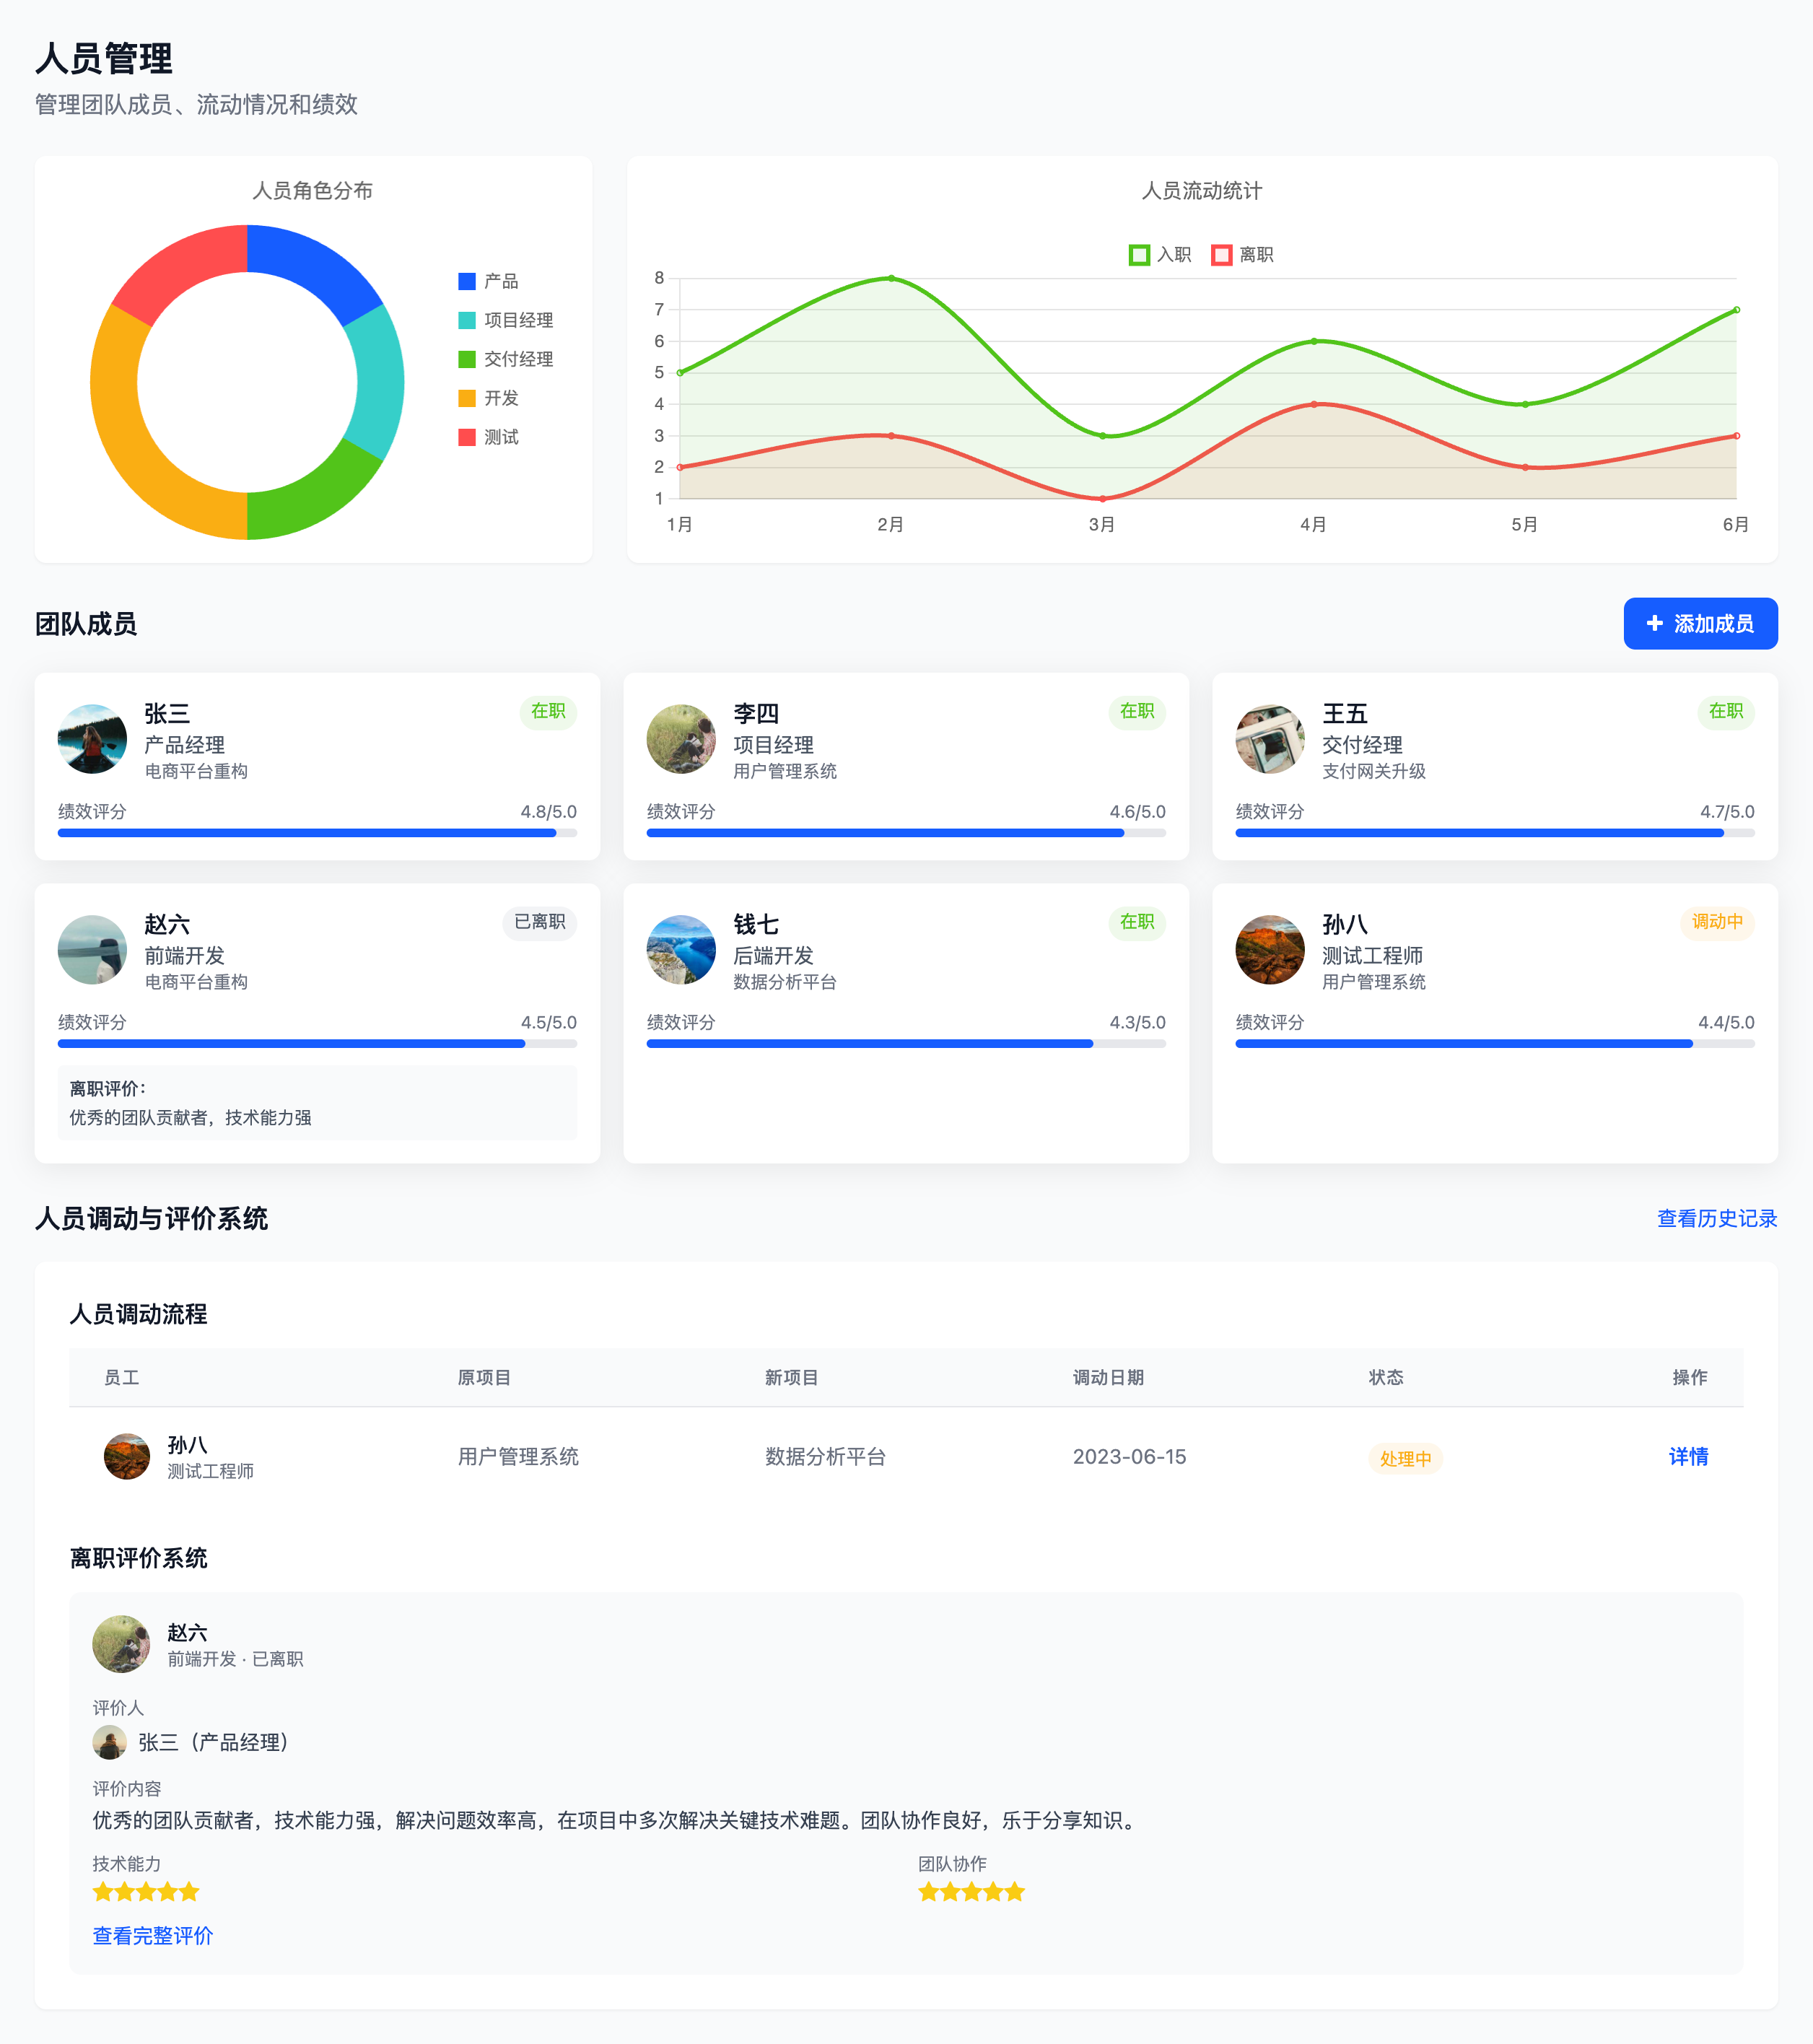 人员管理
管理团队成员、流动情况和绩效
人员角色分布
产品
项目经理
交付经理
开发
测试
人员流动统计
入职 离职
8
7
6
5
4
3
2
1
1月 2月 3月 4月 5月 6月
团队成员
添加成员
张三
在职
产品经理
电商平台重构
绩效评分 4.8/5.0
李四
在职
项目经理
用户管理系统
绩效评分 4.6/5.0
王五
在职
交付经理
支付网关升级
绩效评分 4.7/5.0
赵六
已离职
前端开发
电商平台重构
绩效评分 4.5/5.0
离职评价：
优秀的团队贡献者，技术能力强
钱七
在职
后端开发
数据分析平台
绩效评分 4.3/5.0
孙八
调动中
测试工程师
用户管理系统
绩效评分 4.4/5.0
人员调动与评价系统
查看历史记录
人员调动流程
员工 原项目 新项目 调动日期 状态 操作
孙八
测试工程师
用户管理系统 数据分析平台 2023-06-15 处理中 详情
离职评价系统
赵六
前端开发 · 已离职
评价人
张三（产品经理）
评价内容
优秀的团队贡献者，技术能力强，解决问题效率高，在项目中多次解决关键技术难题。团队协作良好，乐于分享知识。
技术能力 团队协作
查看完整评价